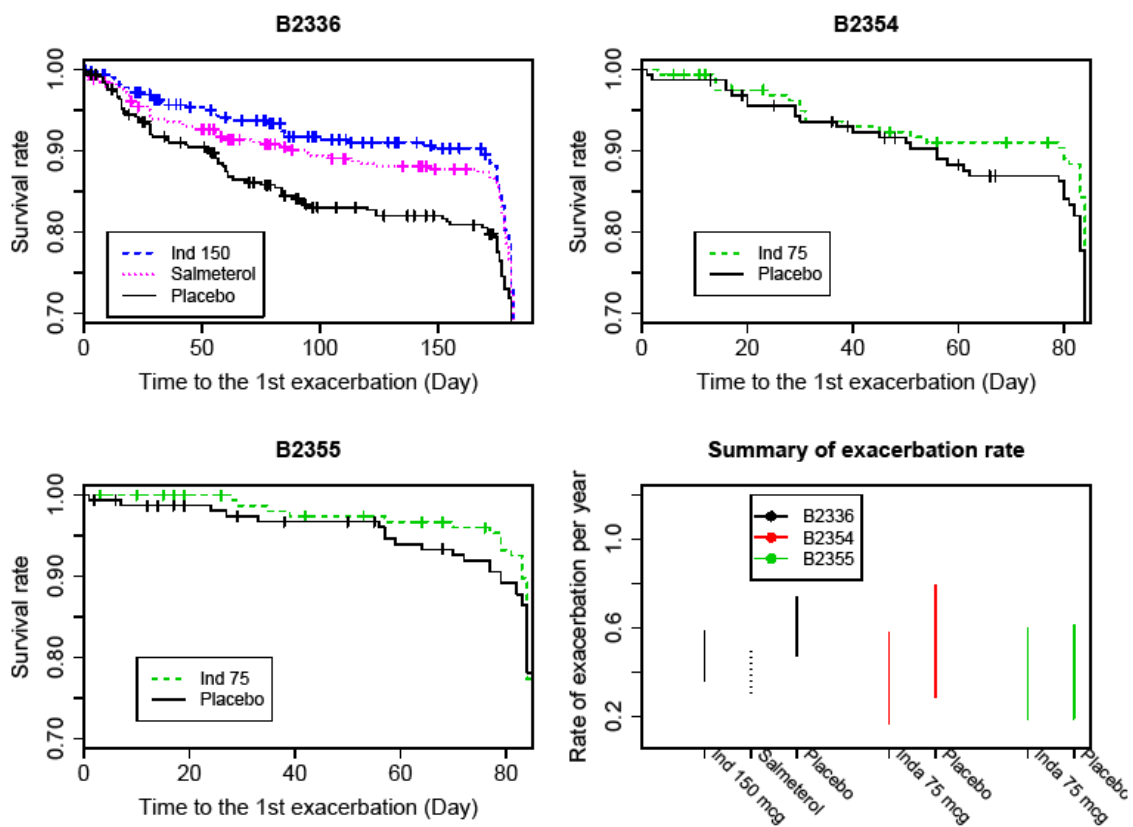 B2336
Survival rate
1.00
0.90
0.80
0.70
Ind 150
Salmeterol
Placebo
0
50
100
150
Time to the 1st exacerbation (Day)
B2354
Survival rate
1.00
0.90
0.80
0.70
Ind 75
Placebo
0
20
40
60
80
Time to the 1st exacerbation (Day)
B2355
Survival rate
1.00
0.90
0.80
0.70
Ind 75
Placebo
0
20
40
60
80
Time to the 1st exacerbation (Day)
Summary of exacerbation rate
Rate of exacerbation per year
1.0
0.6
0.2
B2336
B2354
B2355
Ind 150 mcg
Salmeterol
Placebo
Inda 75 mcg
Placebo
Inda 75 mcg
Placebo